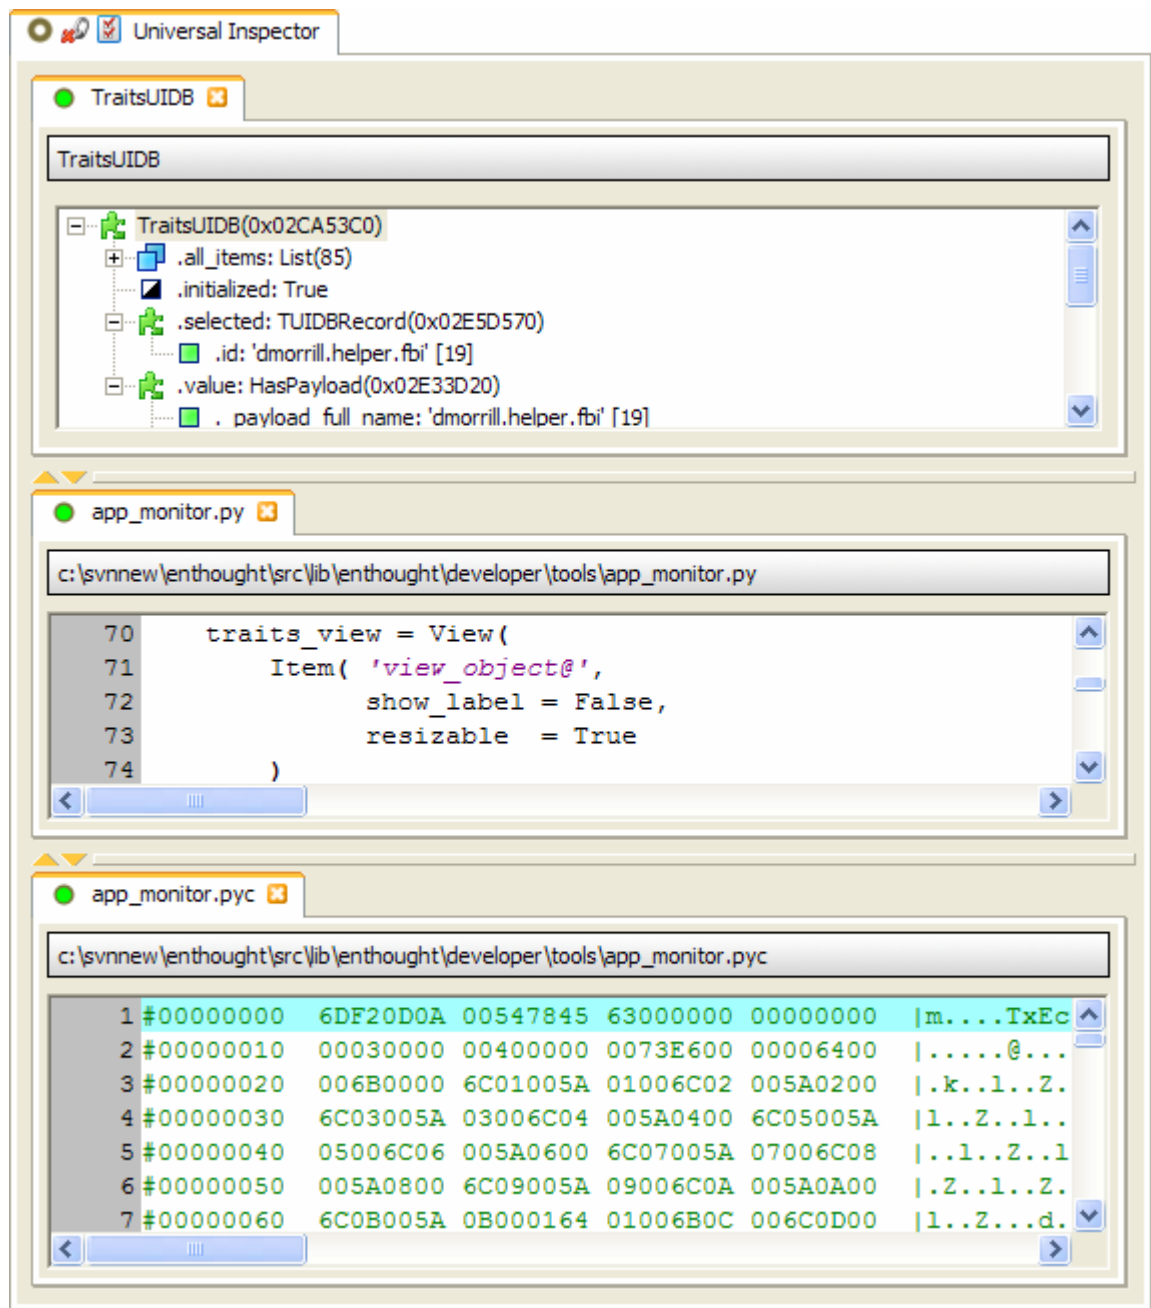 Universal Inspector
TraitsUIDB
TraitsUIDB
TraitsUIDB(0x02CA53C0)
.all_items: List(85)
.initialized: True
.selected: TUIDBRecord(0x02E5D570)
.id: 'dmorrill.helper.fbi' [19]
.value: HasPayload(0x02E33D20)
._payload_full_name: 'dmorrill.helper.fbi' [19]
app_monitor.py
c:\svnnew\enthought\src\lib\enthought\developer\tools\app_monitor.py
70 traits_view = View(
71 Item( 'view_object@',
72 show_label = False,
73 resizable  = True
74 )
app_monitor.pyc
c:\svnnew\enthought\src\lib\enthought\developer\tools\app_monitor.pyc
1 #00000000 6DF20D0A 00547845 63000000 00000000 |m....TxEc
2 #00000010 00030000 00400000 0073E600 00006400 |.....@...
3 #00000020 006B0000 6C01005A 01006C02 005A0200 |.k..l..Z.
4 #00000030 6C03005A 03006C04 005A0400 6C05005A |l..Z..l..
5 #00000040 05006C06 005A0600 6C07005A 07006C08 |..l..Z..l
6 #00000050 005A0800 6C09005A 09006C0A 005A0A00 |.Z..l..Z.
7 #00000060 6C0B005A 0B000164 01006B0C 006C0D00 |l..Z...d.